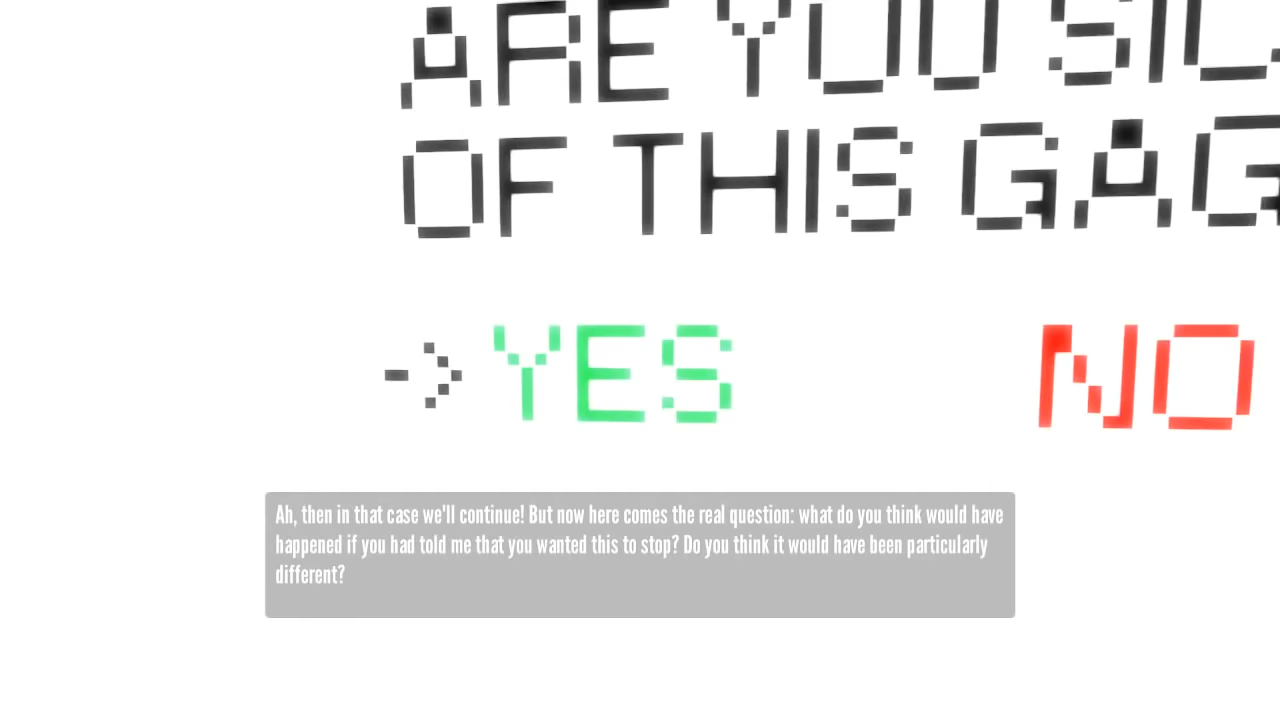 ARE YOU SIC
OF THIS GAG
-> YES NO
Ah, then in that case we'll continue! But now here comes the real question: what do you think would have
happened if you had told me that you wanted this to stop? Do you think it would have been particularly
different?